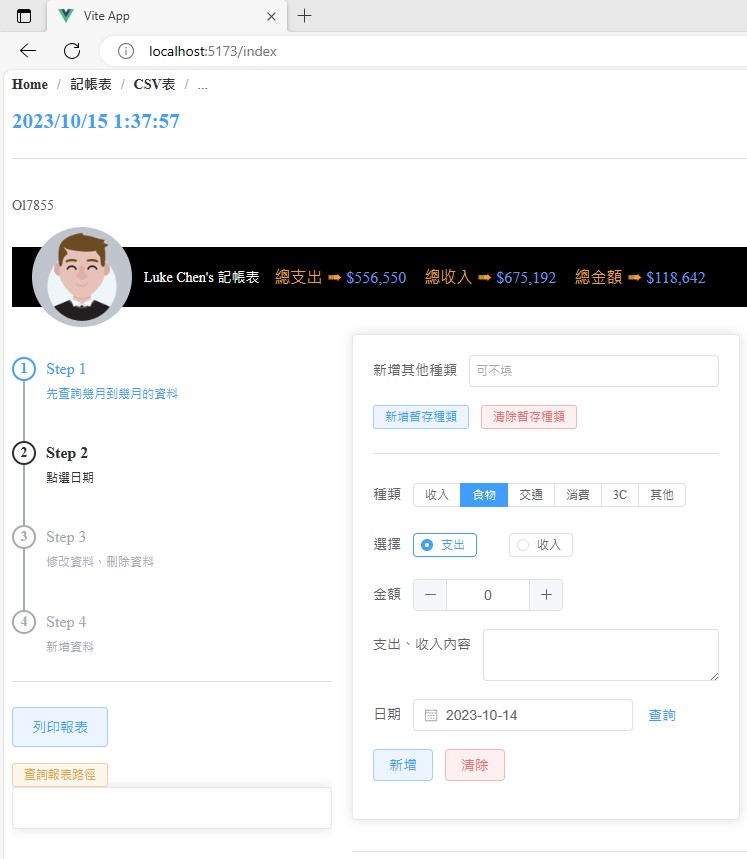 Vite App
localhost:5173/index
Home / 記帳表 / CSV表 / ...
2023/10/15 1:37:57
Ol7855
Luke Chen's 記帳表 總支出 ➠ $556,550 總收入 ➠ $675,192 總金額 ➠ $118,642
1 Step 1
先查詢幾月到幾月的資料
2 Step 2
點選日期
3 Step 3
修改資料、刪除資料
4 Step 4
新增資料
列印報表
查詢報表路徑
新增其他種類 可不填
新增暫存種類 清除暫存種類
種類 收入 食物 交通 消費 3C 其他
選擇 支出 收入
金額 — 0 +
支出、收入內容
日期 2023-10-14 查詢
新增 清除